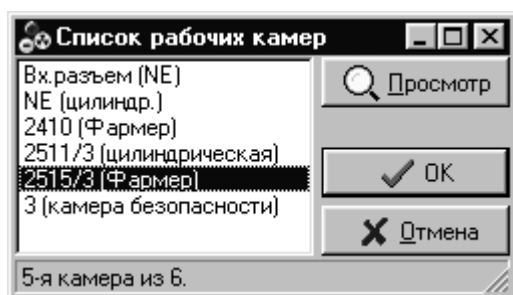 Список рабочих камер
Вх.разъем (NE)
NE (цилиндр.)
2410 (Фармер)
2511/3 (цилиндрическая)
2515/3 (Фармер)
3 (камера безопасности)
Просмотр
OK
Отмена
5-я камера из 6.